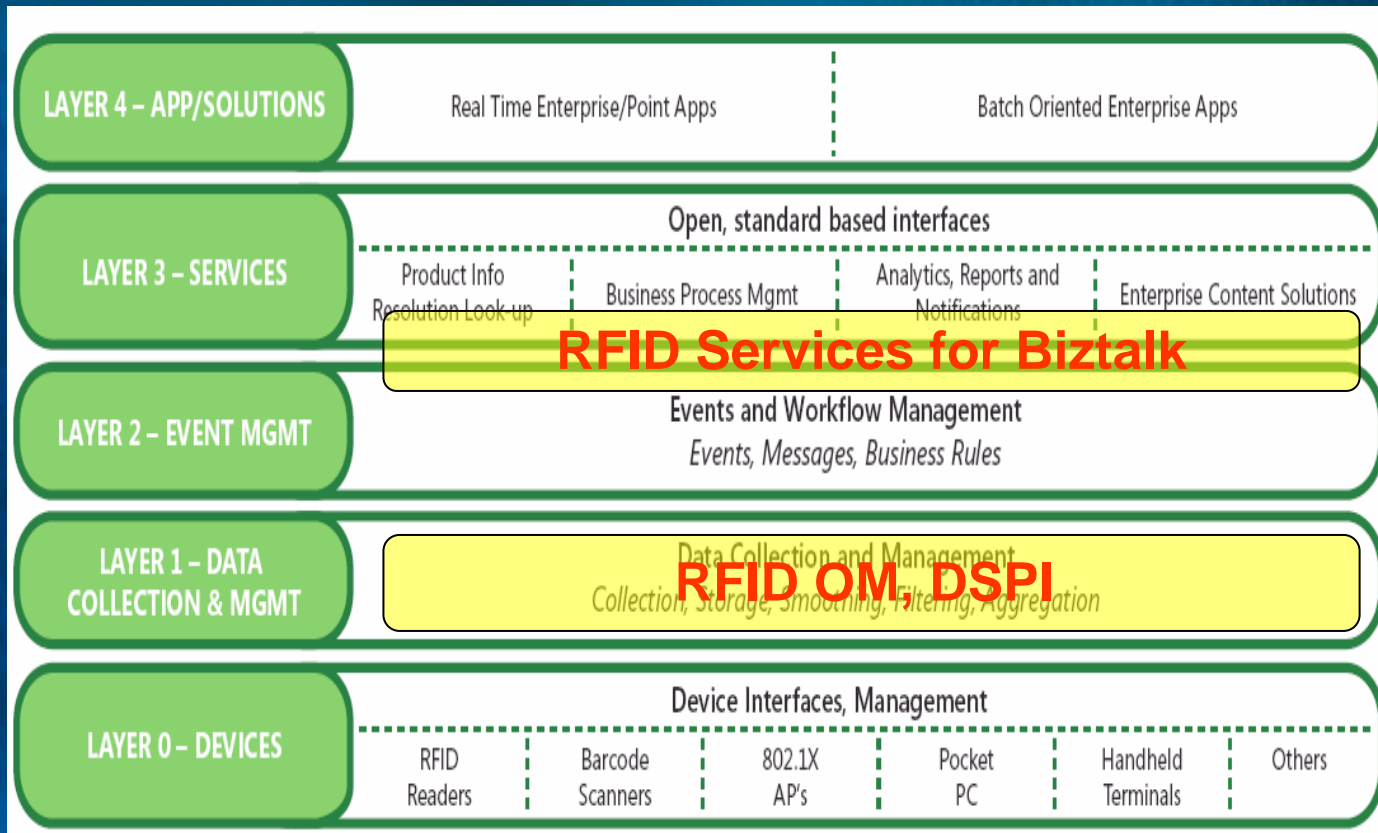 LAYER 4 – APP/SOLUTIONS
Real Time Enterprise/Point Apps
Batch Oriented Enterprise Apps
LAYER 3 – SERVICES
Open, standard based interfaces
Product Info
Resolution Look-up
Business Process Mgmt
Analytics, Reports and
Notifications
Enterprise Content Solutions
RFID Services for Biztalk
LAYER 2 – EVENT MGMT
Events and Workflow Management
Events, Messages, Business Rules
LAYER 1 – DATA
COLLECTION & MGMT
Data Collection and Management
RFID OM, DSPI
Collection, Storage, Smoothing, Filtering, Aggregation
LAYER 0 – DEVICES
Device Interfaces, Management
RFID
Readers
Barcode
Scanners
802.1X
AP's
Pocket
PC
Handheld
Terminals
Others